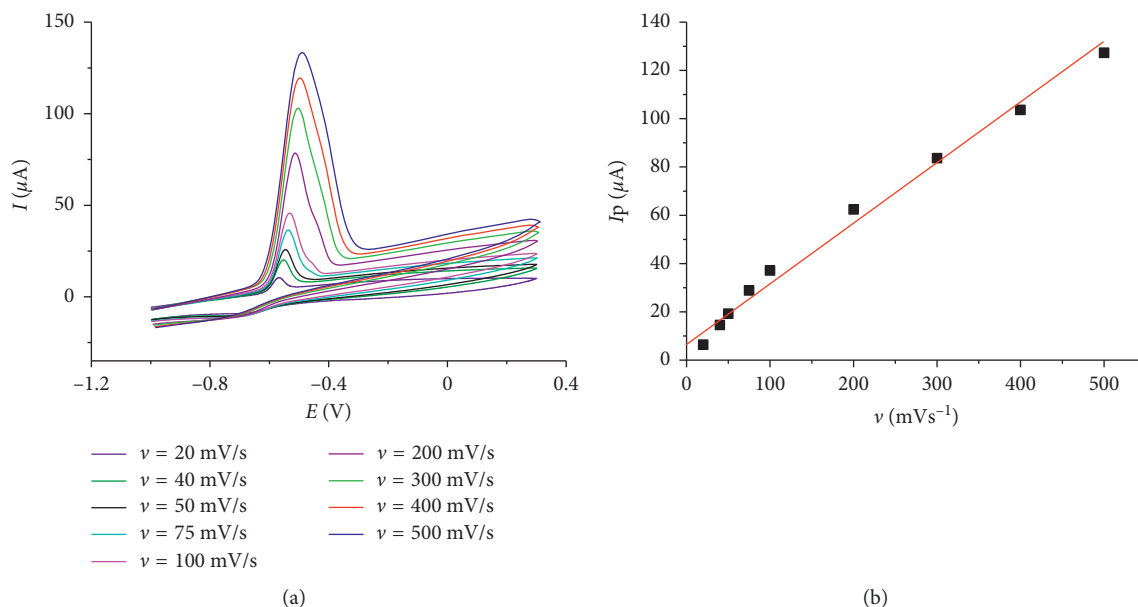 150
100
50
0
I (μA)
–1.2
–0.8
–0.4
0
0.4
E (V)
ν = 20 mV/s
ν = 40 mV/s
ν = 50 mV/s
ν = 75 mV/s
ν = 100 mV/s
ν = 200 mV/s
ν = 300 mV/s
ν = 400 mV/s
ν = 500 mV/s
(a)
140
120
100
80
60
40
20
0
Ip (μA)
0
100
200
300
400
500
ν (mVs⁻¹)
(b)